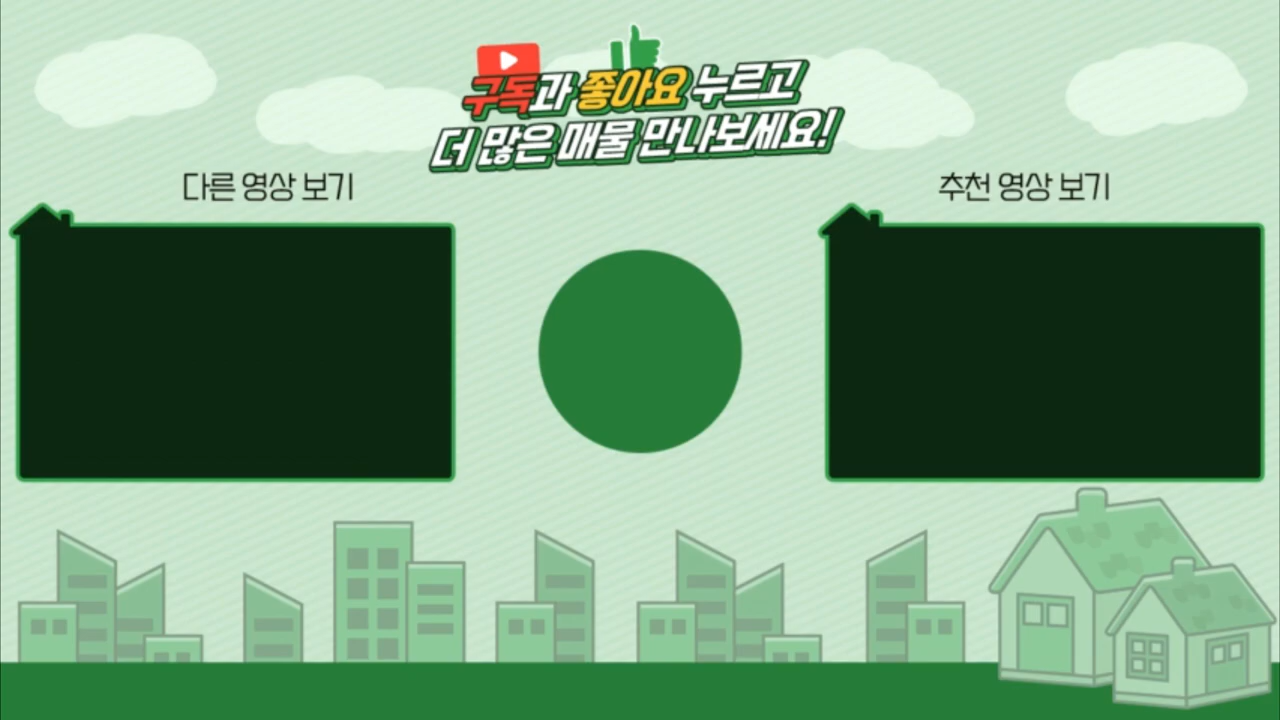 구독과 좋아요 누르고
더 많은 매물 만나보세요!
다른 영상 보기
추천 영상 보기